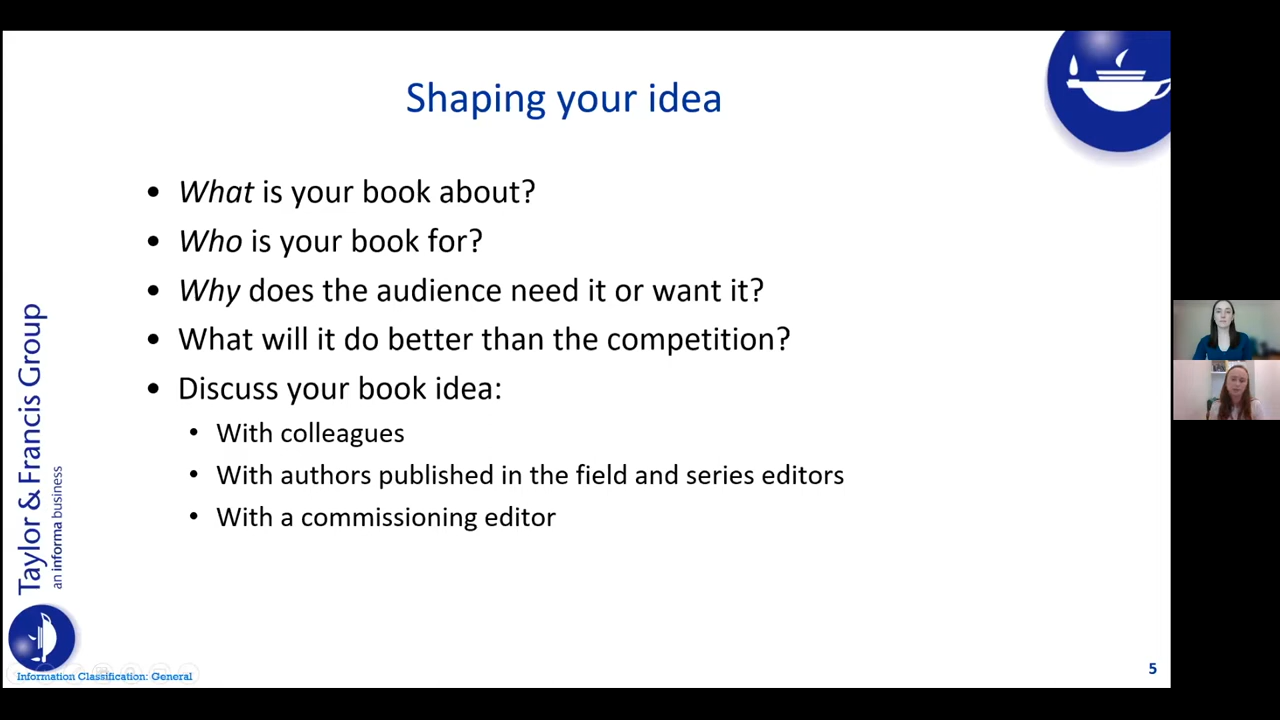 Shaping your idea
• What is your book about?
• Who is your book for?
• Why does the audience need it or want it?
• What will it do better than the competition?
• Discuss your book idea:
• With colleagues
• With authors published in the field and series editors
• With a commissioning editor
Taylor & Francis Group
an informa business
Information Classification: General
5